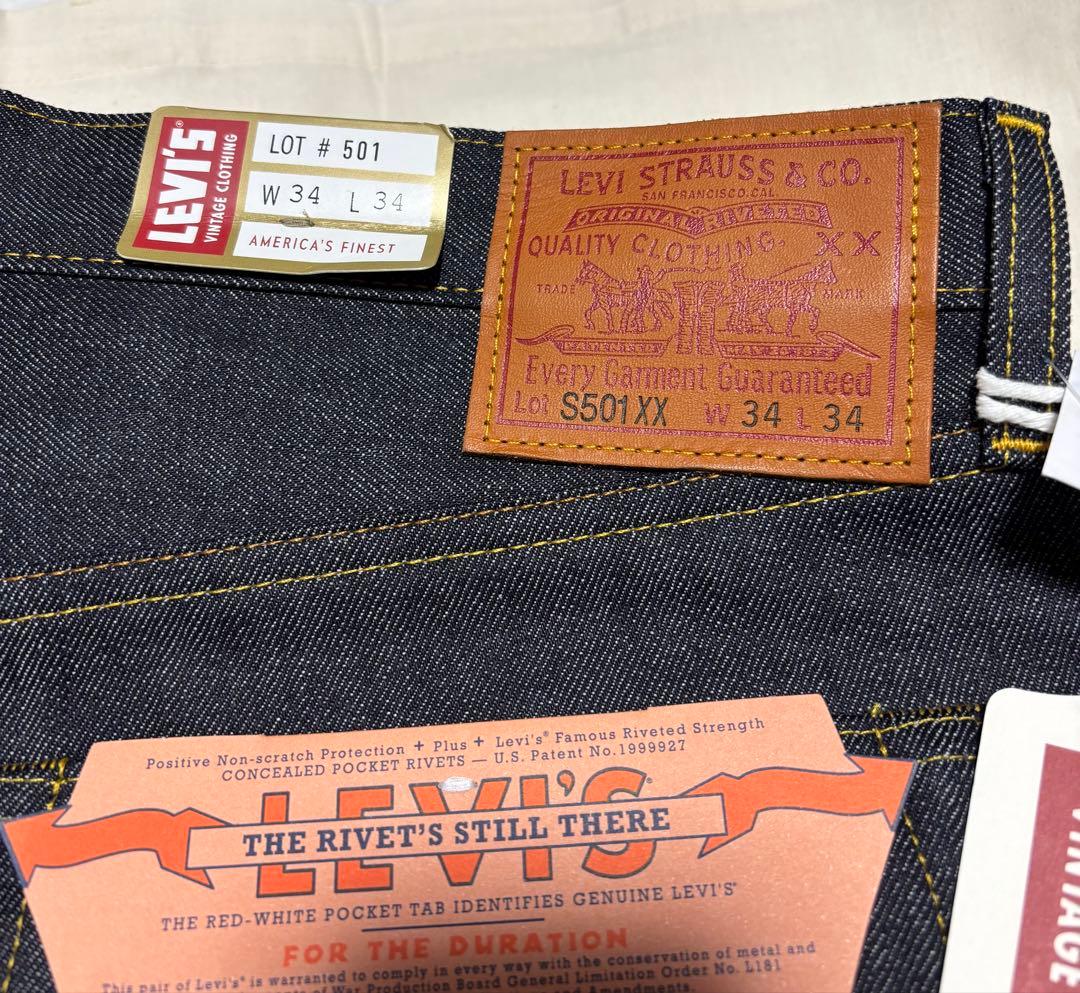 LEVI'S®
VINTAGE CLOTHING
LOT # 501
W 34 L 34
AMERICA'S FINEST
LEVI STRAUSS & CO.
SAN FRANCISCO, CAL.
ORIGINAL RIVETED
QUALITY CLOTHING XX
TRADE MARK
Every Garment Guaranteed
Lot S501XX W 34 L 34
Positive Non-scratch Protection + Plus + Levi's® Famous Riveted Strength
CONCEALED POCKET RIVETS — U.S. Patent No. 1999927
LEVI'S®
THE RIVET'S STILL THERE
THE RED-WHITE POCKET TAB IDENTIFIES GENUINE LEVI'S®
FOR THE DURATION
This pair of Levi's® is warranted to comply in every way with the conservation of metal and
of War Production Board General Limitation Order No. L181
and Amendments.
VINTAGE